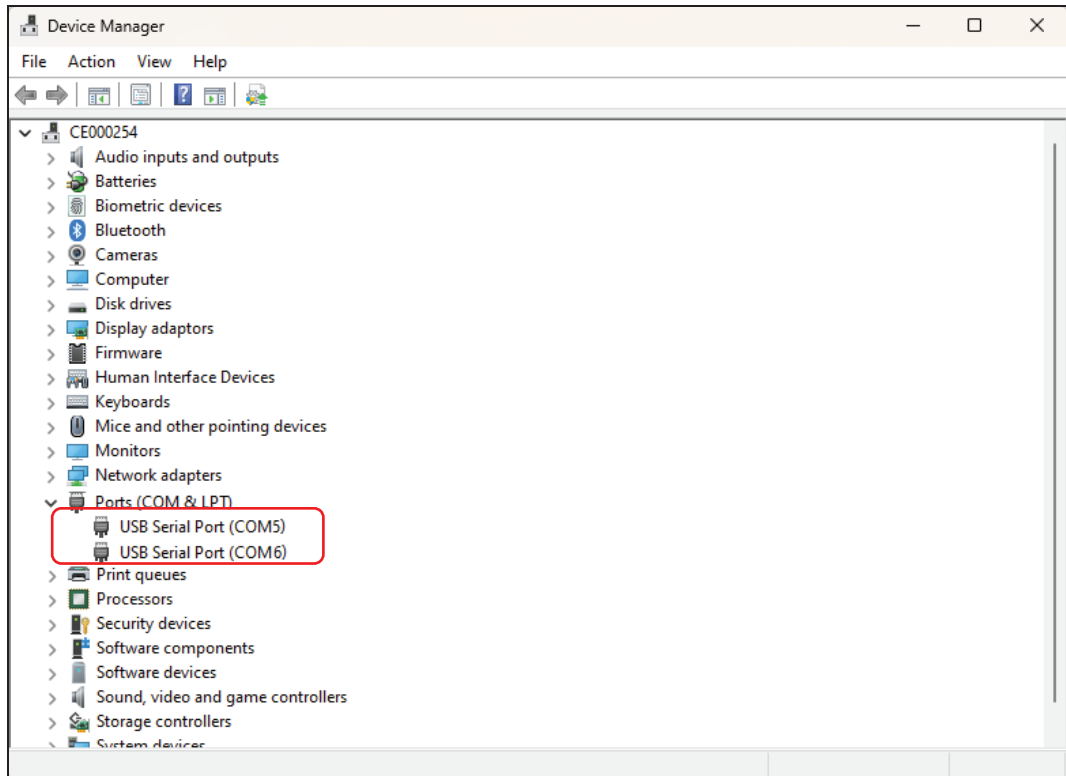 Device Manager
File Action View Help
CE000254
Audio inputs and outputs
Batteries
Biometric devices
Bluetooth
Cameras
Computer
Disk drives
Display adaptors
Firmware
Human Interface Devices
Keyboards
Mice and other pointing devices
Monitors
Network adapters
Ports (COM & LPT)
USB Serial Port (COM5)
USB Serial Port (COM6)
Print queues
Processors
Security devices
Software components
Software devices
Sound, video and game controllers
Storage controllers
System devices